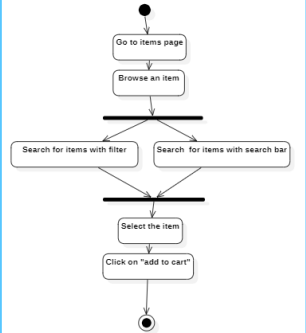 Go to items page
Browse an item
Search for items with filter
Search for items with search bar
Select the item
Click on "add to cart"